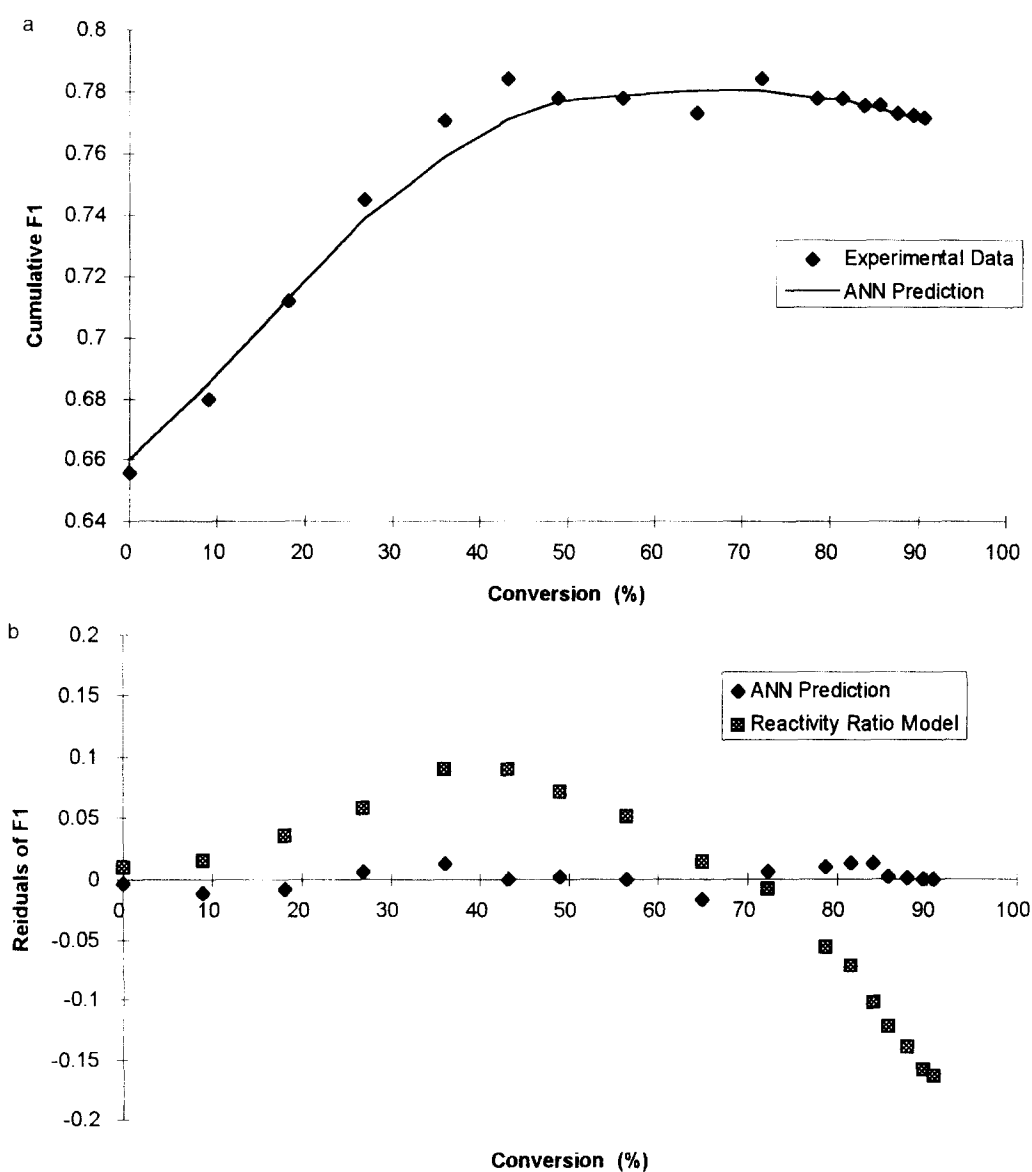 a
0.8
0.78
0.76
0.74
0.72
0.7
0.68
0.66
0.64
Cumulative F1
Experimental Data
ANN Prediction
0 10 20 30 40 50 60 70 80 90 100
Conversion (%)
b
0.2
0.15
0.1
0.05
0
-0.05
-0.1
-0.15
-0.2
Reiduals of F1
ANN Prediction
Reactivity Ratio Model
0 10 20 30 40 50 60 70 80 90 100
Conversion (%)